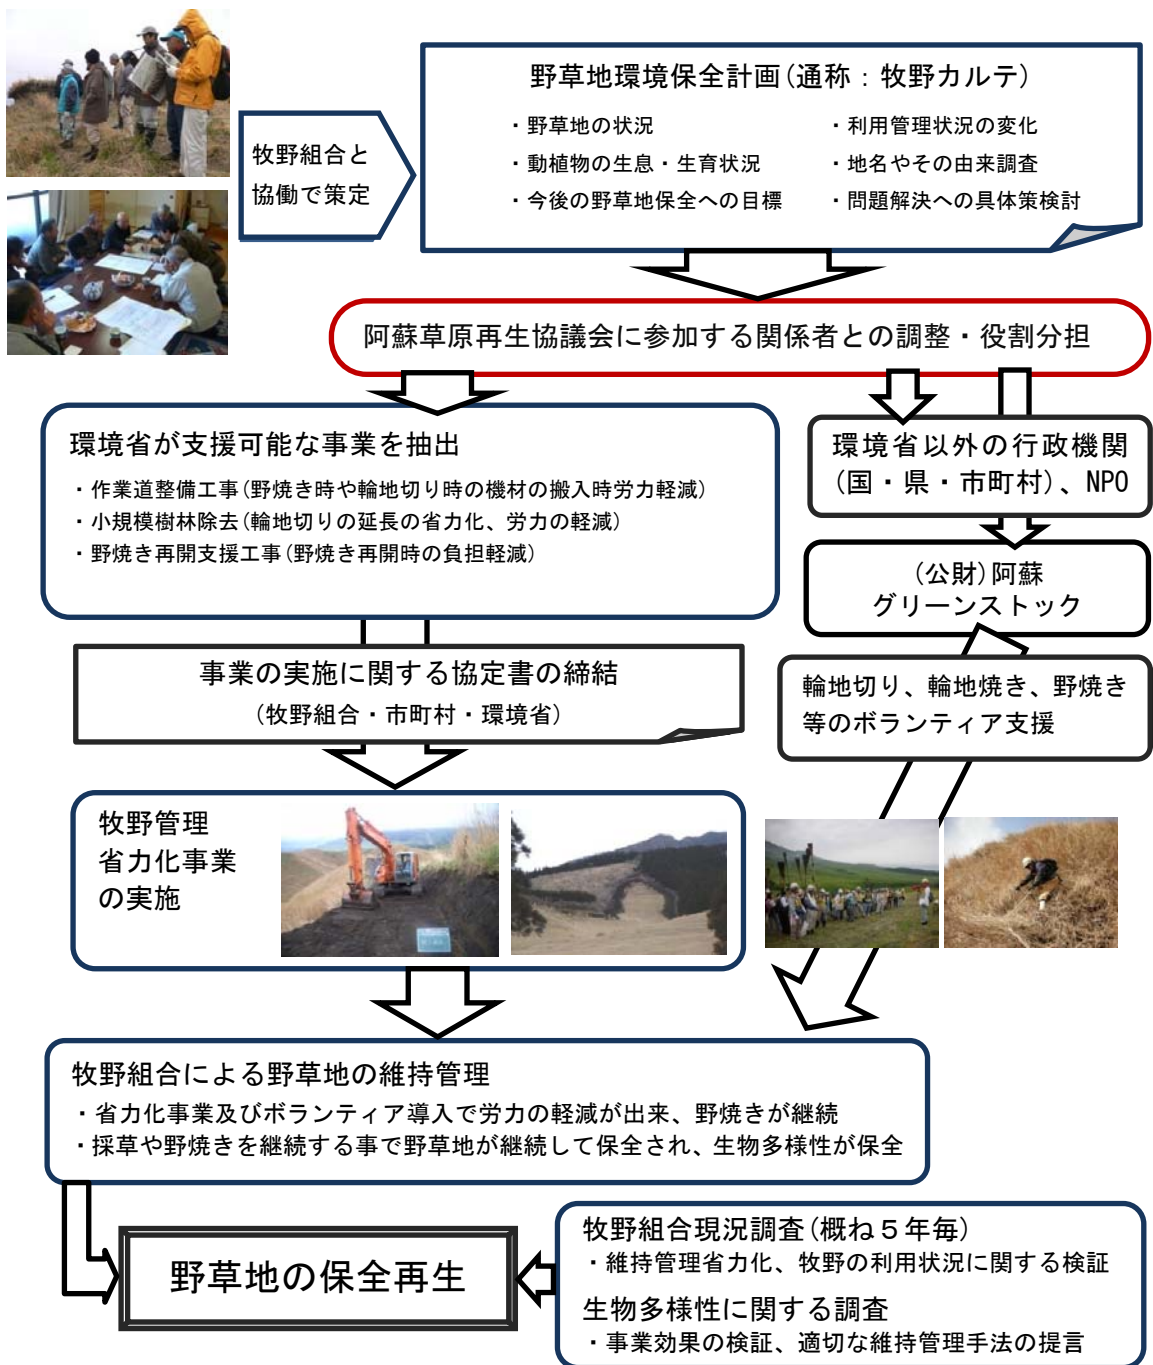 野草地環境保全計画(通称：牧野カルテ)
・野草地の状況
・利用管理状況の変化
・動植物の生息・生育状況
・地名やその由来調査
・今後の野草地保全への目標
・問題解決への具体策検討
牧野組合と
協働で策定
阿蘇草原再生協議会に参加する関係者との調整・役割分担
環境省が支援可能な事業を抽出
・作業道整備工事(野焼き時や輪地切り時の機材の搬入時労力軽減)
・小規模樹林除去(輪地切りの延長の省力化、労力の軽減)
・野焼き再開支援工事(野焼き再開時の負担軽減)
環境省以外の行政機関
(国・県・市町村)、NPO
(公財)阿蘇
グリーンストック
事業の実施に関する協定書の締結
(牧野組合・市町村・環境省)
輪地切り、輪地焼き、野焼き
等のボランティア支援
牧野管理
省力化事業
の実施
牧野組合による野草地の維持管理
・省力化事業及びボランティア導入で労力の軽減が出来、野焼きが継続
・採草や野焼きを継続する事で野草地が継続して保全され、生物多様性が保全
野草地の保全再生
牧野組合現況調査(概ね５年毎)
・維持管理省力化、牧野の利用状況に関する検証
生物多様性に関する調査
・事業効果の検証、適切な維持管理手法の提言